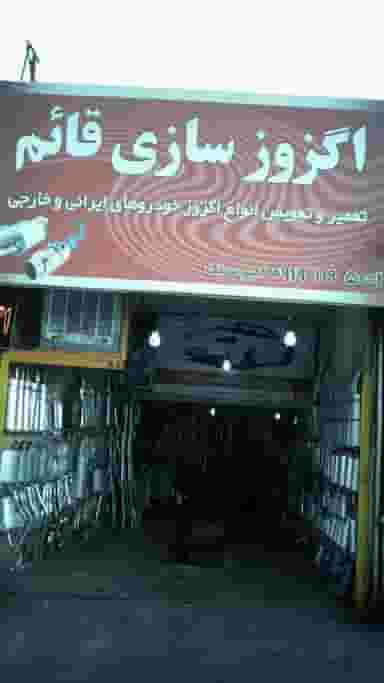 اگزوز سازی قائم
تعمیر و تعویض انواع اگزوز خودروهای ایرانی و خارجی